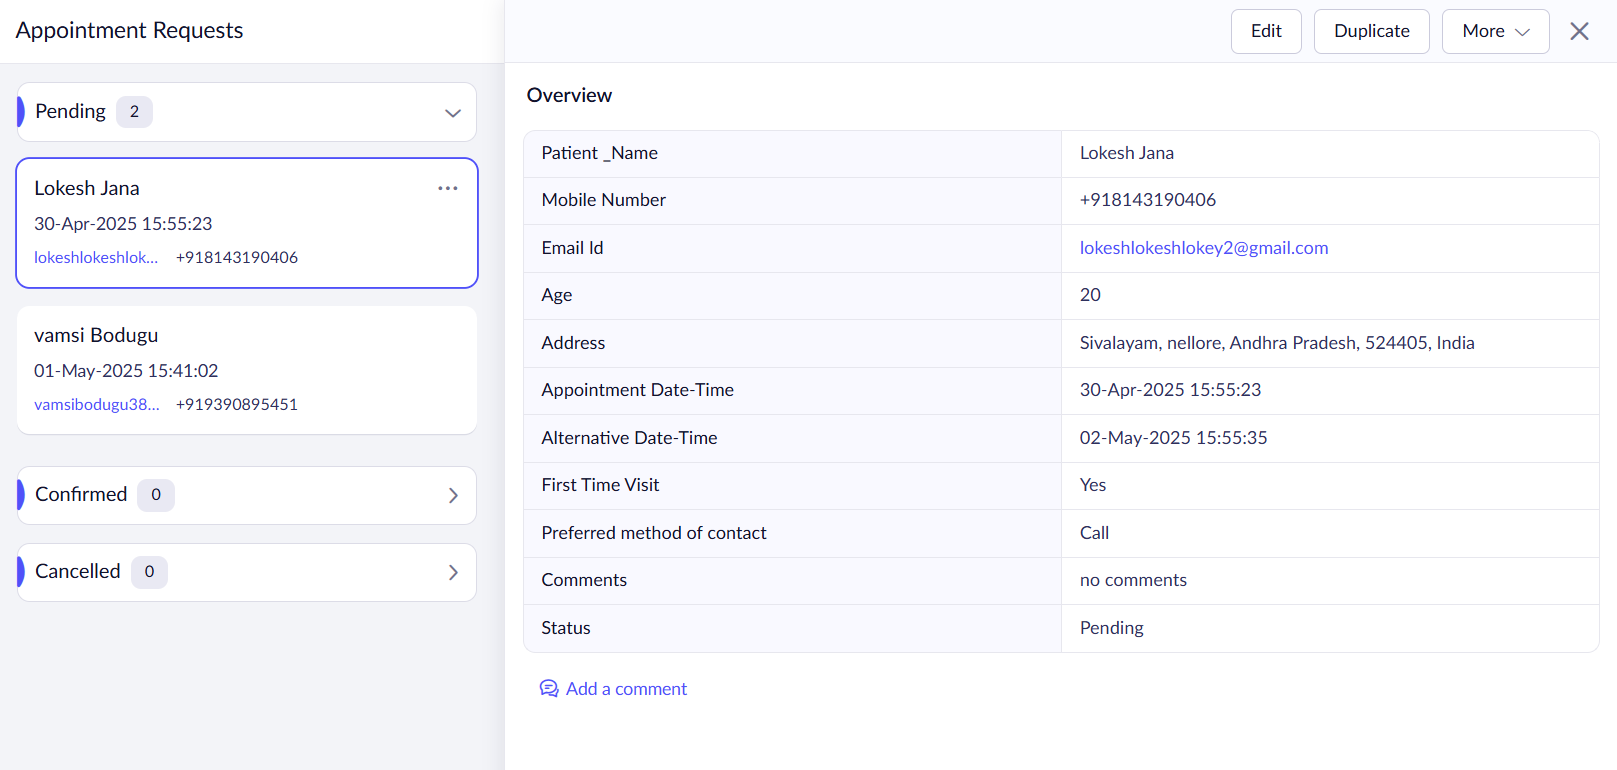 Appointment Requests
Pending 2
Lokesh Jana
30-Apr-2025 15:55:23
lokeshlokeshlok... +918143190406
vamsi Bodugu
01-May-2025 15:41:02
vamsibodugu38... +919390895451
Confirmed 0
Cancelled 0
Edit Duplicate More
Overview
Patient _Name Lokesh Jana
Mobile Number +918143190406
Email Id lokeshlokeshlokey2@gmail.com
Age 20
Address Sivalayam, nellore, Andhra Pradesh, 524405, India
Appointment Date-Time 30-Apr-2025 15:55:23
Alternative Date-Time 02-May-2025 15:55:35
First Time Visit Yes
Preferred method of contact Call
Comments no comments
Status Pending
Add a comment